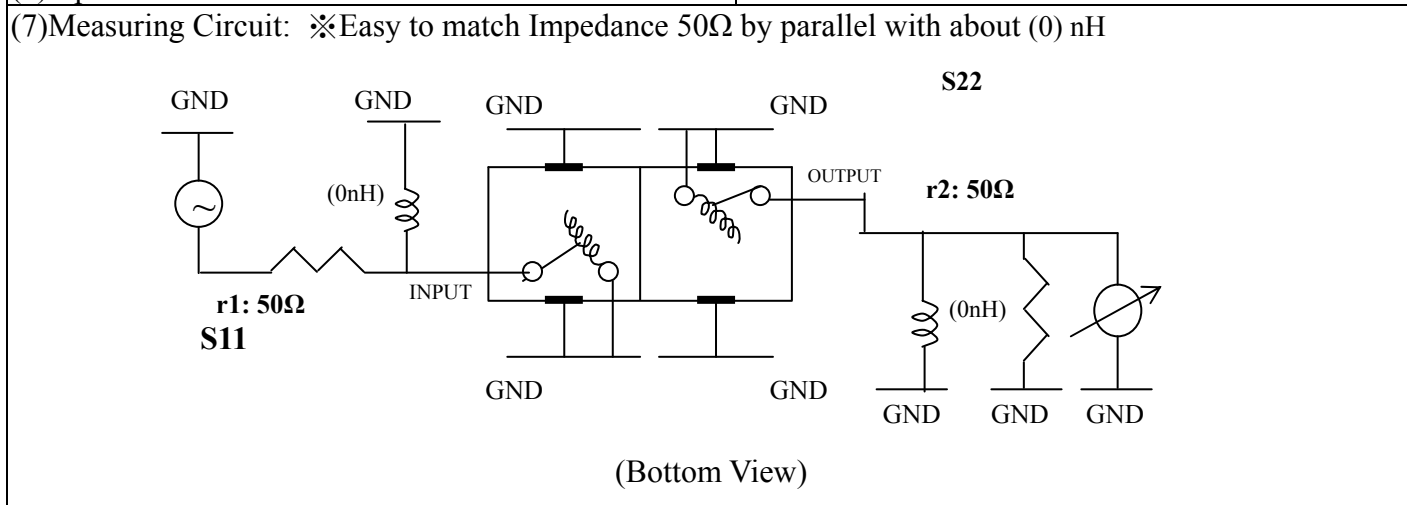 (7)Measuring Circuit: ※Easy to match Impedance 50Ω by parallel with about (0) nH
S22
GND GND GND GND
(0nH)
~
OUTPUT
r2: 50Ω
INPUT
r1: 50Ω
S11
(0nH)
GND GND
GND GND GND
(Bottom View)